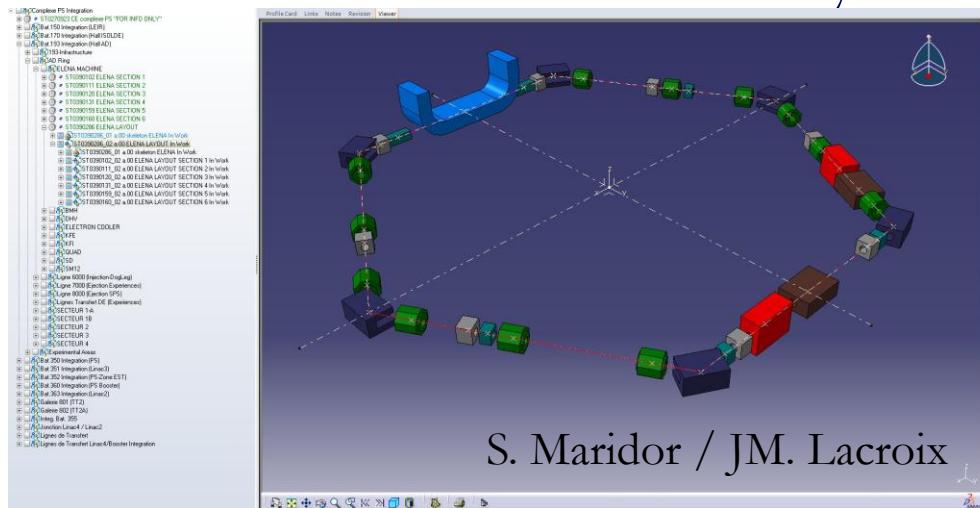 Complexe PS Integration
ST0270923 CE complexe PS "FOR INFO ONLY"
Bat.150 Integration (LEIR)
Bat.170 Integration (Hall ISOLDE)
Bat.193 Integration (Hall AD)
193-Infrastructure
AD Ring
ELENA MACHINE
ST0390102 ELENA SECTION 1
ST0390111 ELENA SECTION 2
ST0390120 ELENA SECTION 3
ST0390131 ELENA SECTION 4
ST0390159 ELENA SECTION 5
ST0390160 ELENA SECTION 6
ST0390206 ELENA LAYOUT
ST0390206_01 a.00 skeleton ELENA In Work
ST0390206_02 a.00 ELENA LAYOUT In Work
ST0390206_01 a.00 skeleton ELENA In Work
ST0390102_02 a.00 ELENA LAYOUT SECTION 1 In Work
ST0390111_02 a.00 ELENA LAYOUT SECTION 2 In Work
ST0390120_02 a.00 ELENA LAYOUT SECTION 3 In Work
ST0390131_02 a.00 ELENA LAYOUT SECTION 4 In Work
ST0390159_02 a.00 ELENA LAYOUT SECTION 5 In Work
ST0390160_02 a.00 ELENA LAYOUT SECTION 6 In Work
BMH
DHV
ELECTRON COOLER
KFE
KFI
QUAD
SD
SM12
Ligne 6000 (Injection-DogLeg)
Ligne 7000 (Ejection Experiences)
Ligne 8000 (Ejection SPS)
Lignes Transfert DE (Experiences)
SECTEUR 1-A
SECTEUR 1B
SECTEUR 2
SECTEUR 3
SECTEUR 4
Experimental Areas
Bat.350 Integration (PS)
Bat.351 Integration (Linac3)
Bat.352 Integration (PS-Zone EST)
Bat.360 Integration (PS Booster)
Bat.363 Integration (Linac2)
Galerie 801 (TT2)
Galerie 802 (TT2A)
Integ. Bat. 355
Jonction Linac4 / Linac2
Lignes de Transfert
Lignes de Transfert Linac4/Booster Integration
Profile Card Links Notes Revision Viewer
S. Maridor / JM. Lacroix